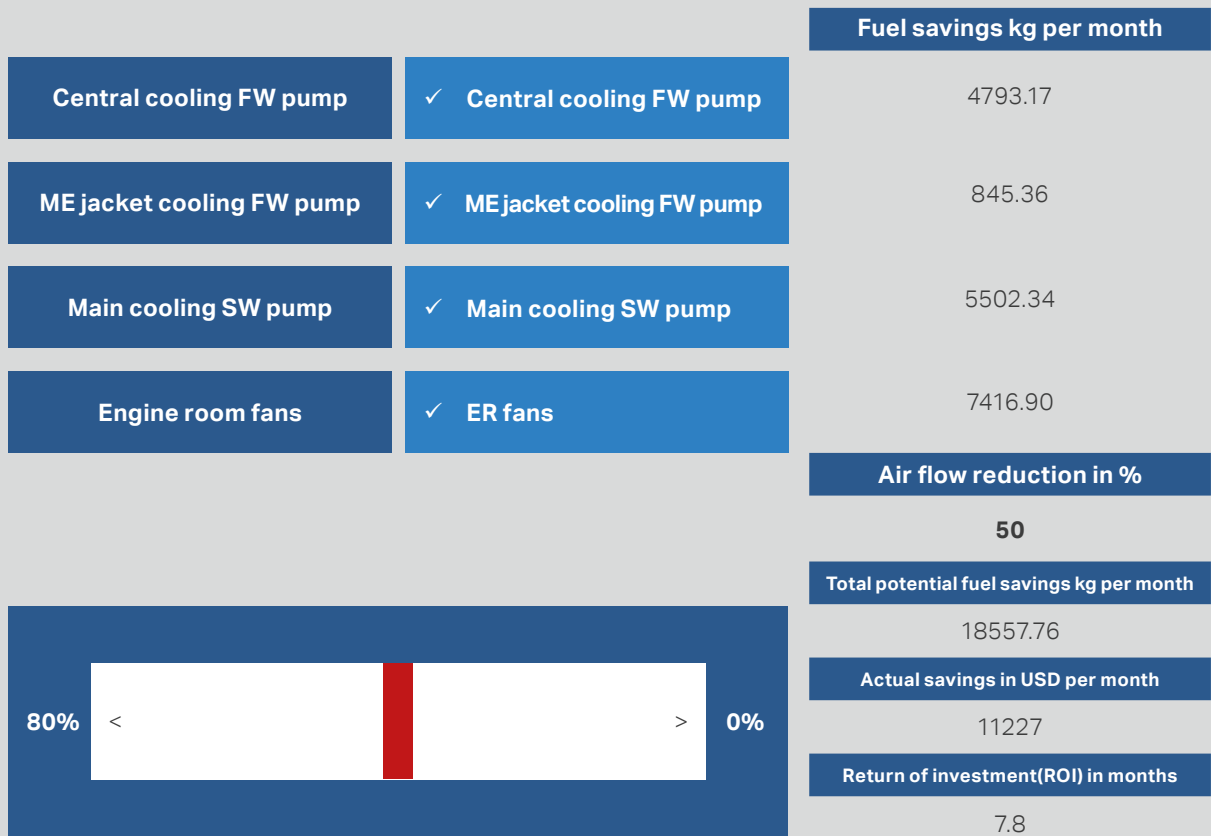 Fuel savings kg per month
Central cooling FW pump
✓ Central cooling FW pump
4793.17
ME jacket cooling FW pump
✓ ME jacket cooling FW pump
845.36
Main cooling SW pump
✓ Main cooling SW pump
5502.34
Engine room fans
✓ ER fans
7416.90
Air flow reduction in %
50
Total potential fuel savings kg per month
18557.76
Actual savings in USD per month
80%
<
>
0%
11227
Return of investment(ROI) in months
7.8